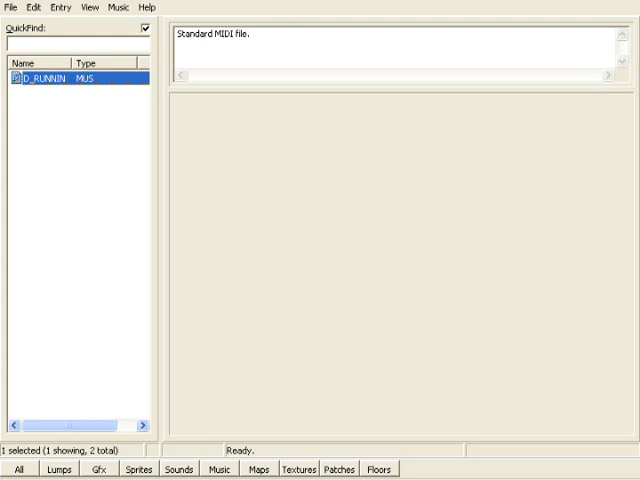 File Edit Entry View Music Help
QuickFind:
Standard MIDI file.
Name Type
D_RUNNIN MUS
1 selected (1 showing, 2 total) Ready.
All Lumps Gfx Sprites Sounds Music Maps Textures Patches Floors